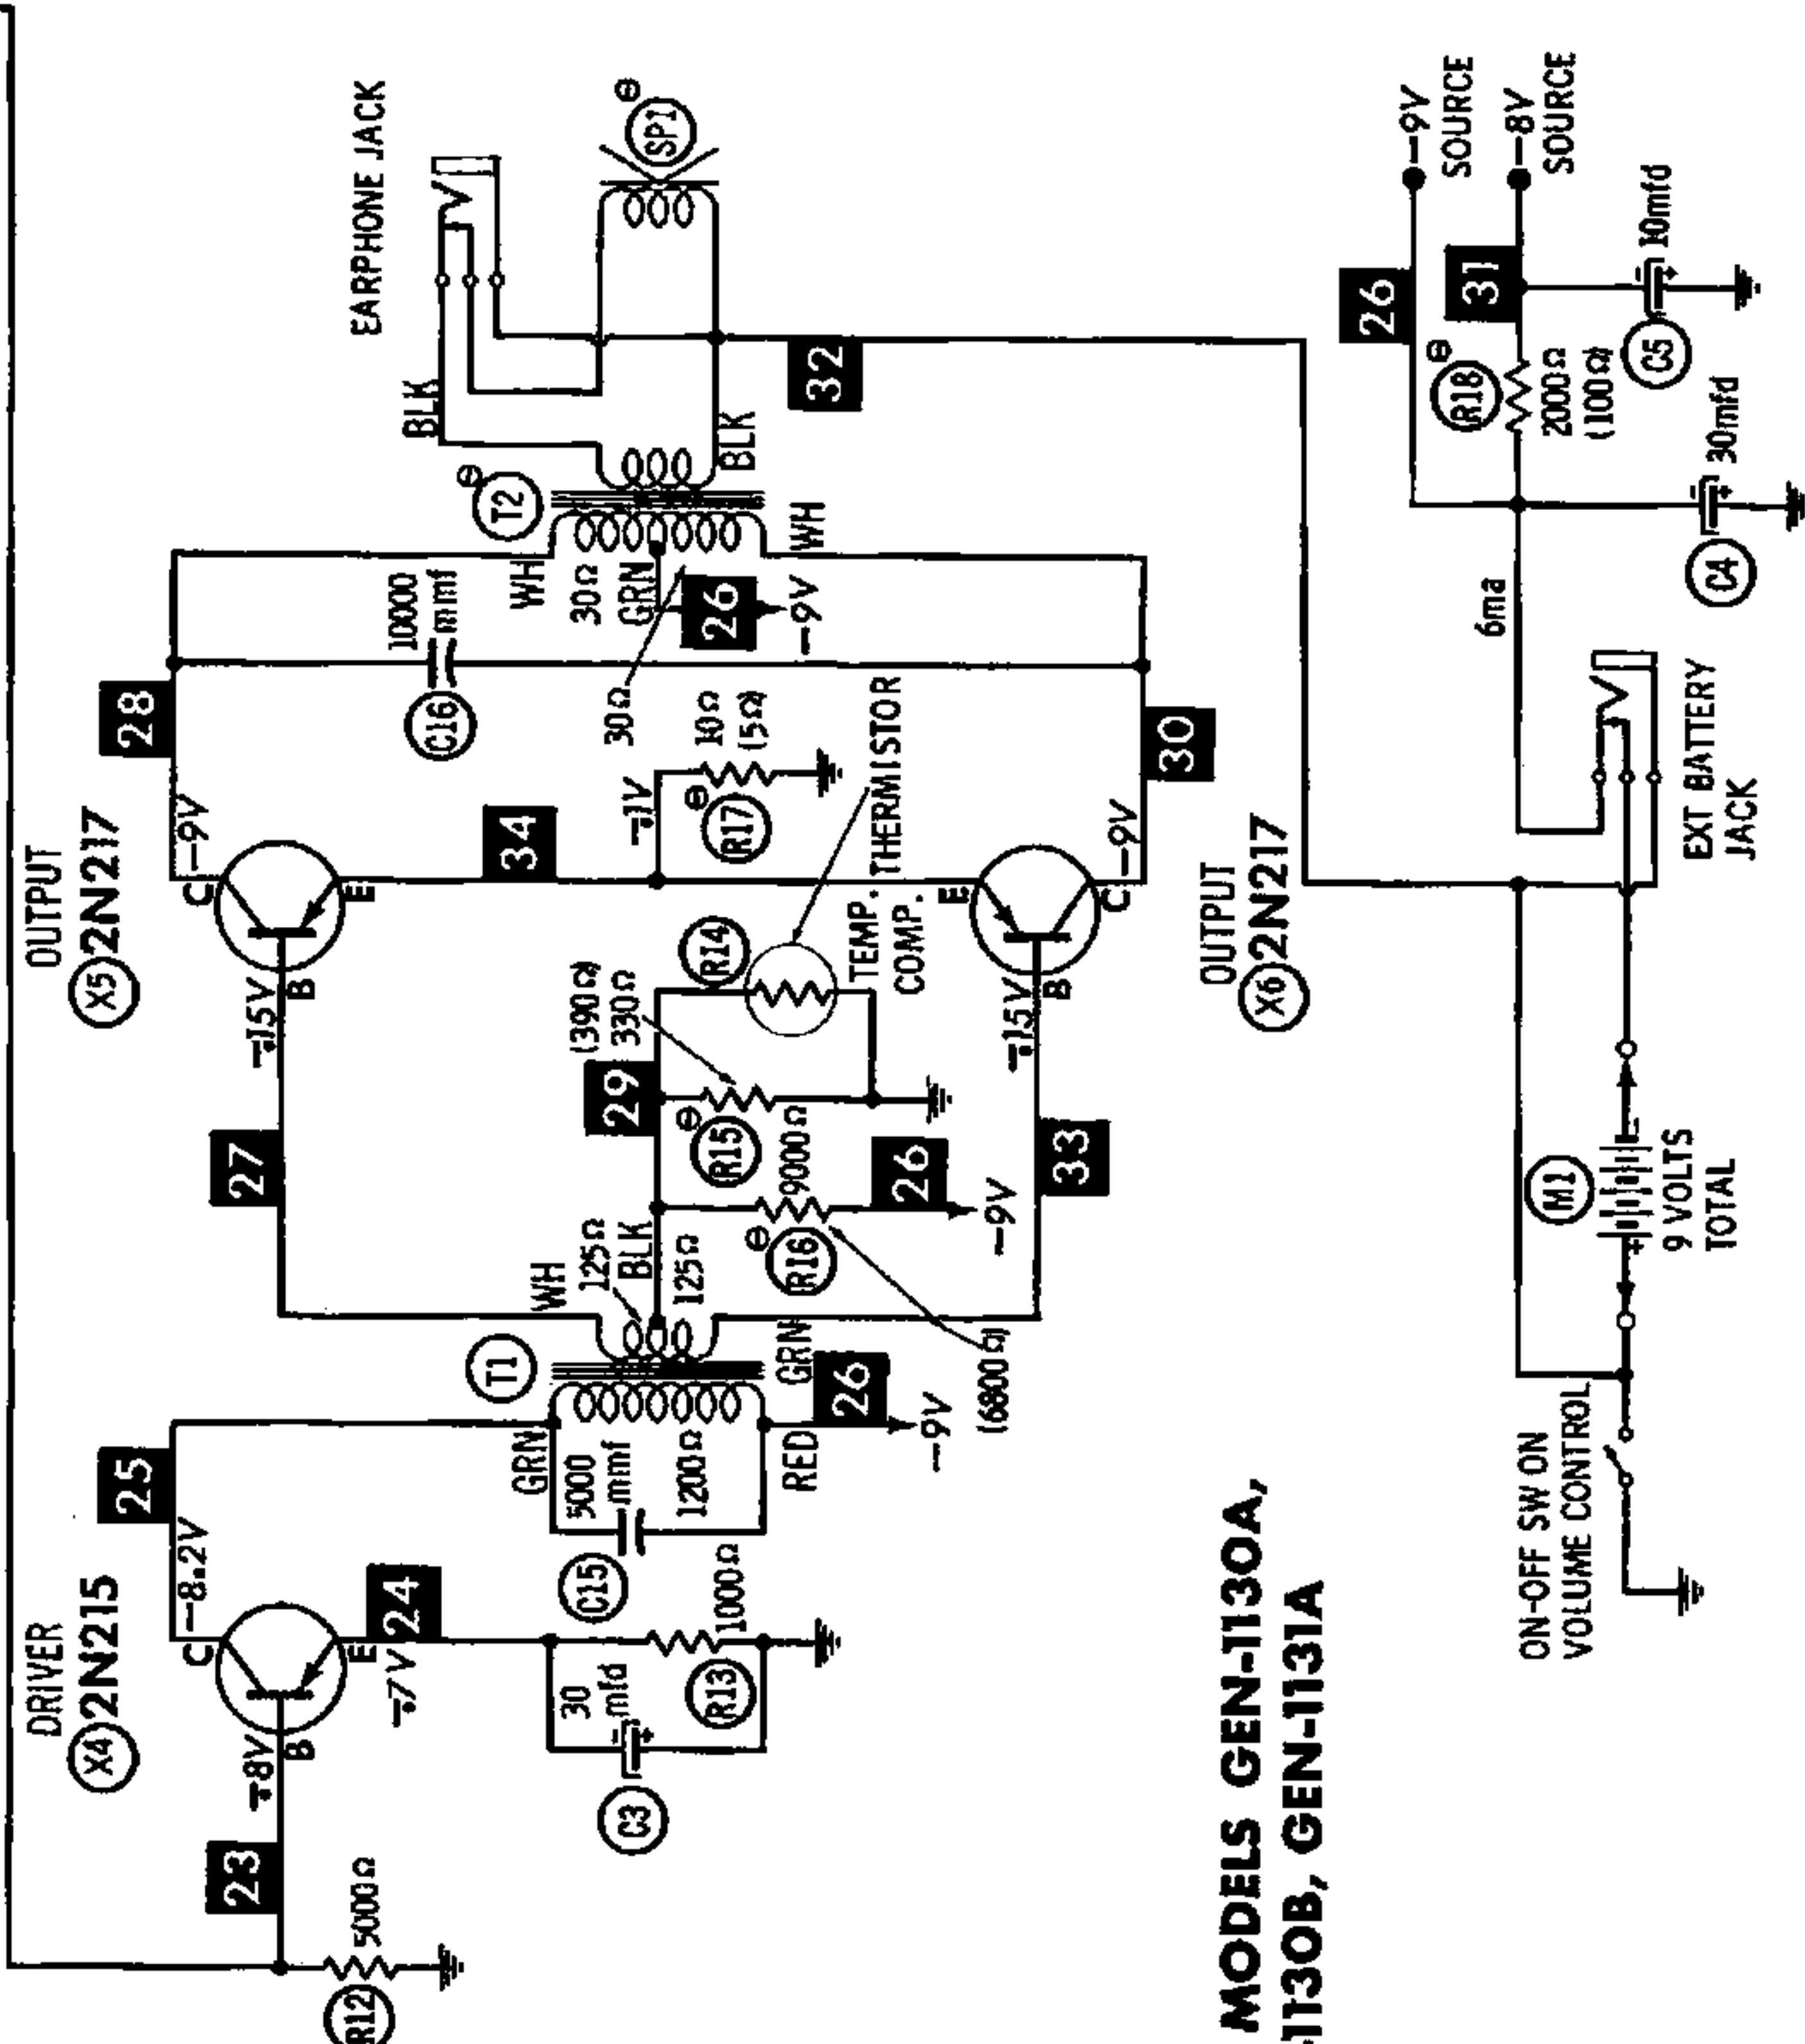 DRIVER
X4 2N215
C -8.2V
25
-.8V
B
23
E
-.7V
24
R12
5000Ω
C3
30
mfd
R13
1000Ω
C15
5000
mmf
1200Ω
GRN
RED
26
-9V
T1
WH
125Ω
BLK
125Ω
GRN
R16
9000Ω
(6800Ω)
26
-9V
27
29
R15
(390Ω)
330Ω
R14
TEMP.
COMP.
THERMISTOR
33
OUTPUT
X5 2N217
-.15V
B
C -9V
E
28
34
-.1V
R17
10Ω
(5Ω)
OUTPUT
X6 2N217
-.15V
B
E
C -9V
30
C16
10000
mmf
WH
30Ω
GRN
30Ω
26
-9V
WH
T2
BLK
BLK
EARPHONE JACK
SP1
32
M1
9 VOLTS
TOTAL
ON-OFF SW ON
VOLUME CONTROL
EXT BATTERY
JACK
6ma
C4
30mfd
R18
2000Ω
(100Ω)
C5
10mfd
26
31
-9V
SOURCE
-8V
SOURCE
MODELS GEN-1130A,
1130B, GEN-1131A